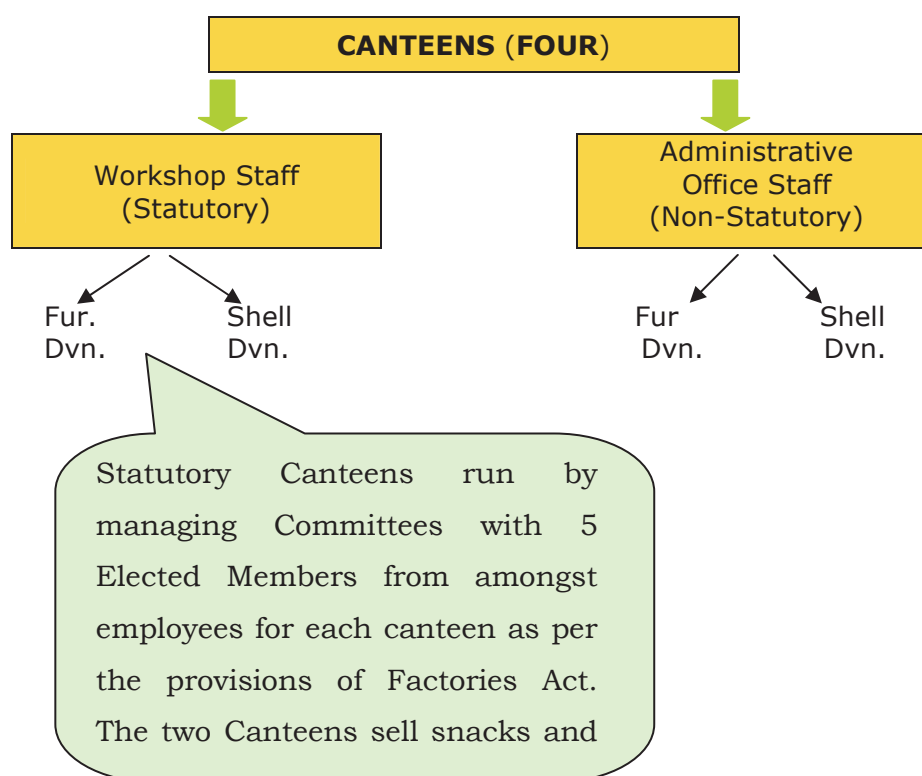 CANTEENS (FOUR)
Workshop Staff
(Statutory)
Administrative
Office Staff
(Non-Statutory)
Fur.
Dvn.
Shell
Dvn.
Fur
Dvn.
Shell
Dvn.
Statutory Canteens run by
managing Committees with 5
Elected Members from amongst
employees for each canteen as per
the provisions of Factories Act.
The two Canteens sell snacks and